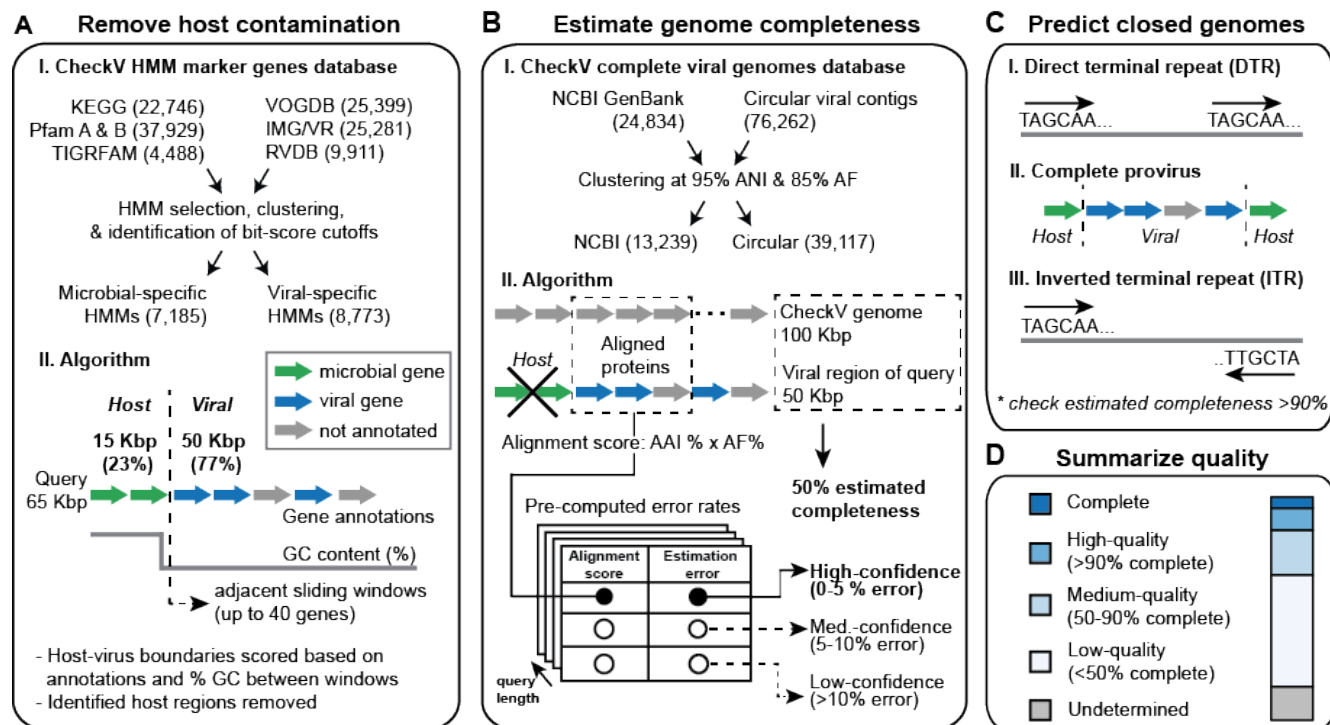 A Remove host contamination
I. CheckV HMM marker genes database
KEGG (22,746)
Pfam A & B (37,929)
TIGRFAM (4,488)
VOGDB (25,399)
IMG/VR (25,281)
RVDB (9,911)
HMM selection, clustering,
& identification of bit-score cutoffs
Microbial-specific
HMMs (7,185)
Viral-specific
HMMs (8,773)
II. Algorithm
microbial gene
viral gene
not annotated
Host
Viral
15 Kbp
(23%)
50 Kbp
(77%)
Query
65 Kbp
Gene annotations
GC content (%)
adjacent sliding windows
(up to 40 genes)
- Host-virus boundaries scored based on
annotations and % GC between windows
- Identified host regions removed
B Estimate genome completeness
I. CheckV complete viral genomes database
NCBI GenBank
(24,834)
Circular viral contigs
(76,262)
Clustering at 95% ANI & 85% AF
NCBI (13,239)
Circular (39,117)
II. Algorithm
CheckV genome
100 Kbp
Host
Aligned
proteins
Viral region of query
50 Kbp
Alignment score: AAI % x AF%
50% estimated
completeness
Pre-computed error rates
Alignment
score
Estimation
error
High-confidence
(0-5 % error)
Med.-confidence
(5-10% error)
Low-confidence
(>10% error)
query
length
C Predict closed genomes
I. Direct terminal repeat (DTR)
TAGCAA...
TAGCAA...
II. Complete provirus
Host
Viral
Host
III. Inverted terminal repeat (ITR)
TAGCAA...
..TTGCTA
* check estimated completeness >90%
D Summarize quality
Complete
High-quality
(>90% complete)
Medium-quality
(50-90% complete)
Low-quality
(<50% complete)
Undetermined